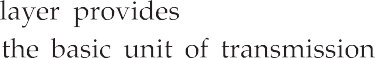 layer provides
the basic unit of transmission